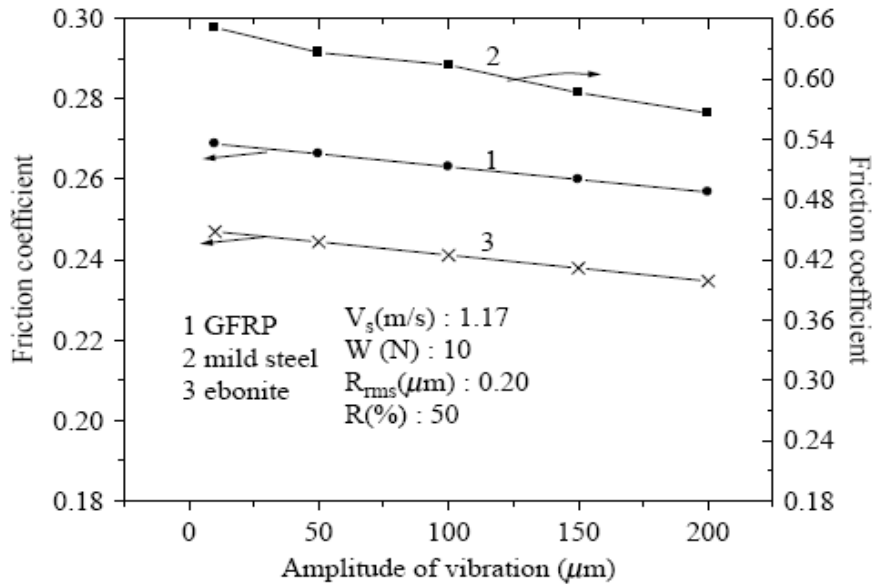 0.30
0.28
0.26
0.24
0.22
0.20
0.18
Friction coefficient
0.66
0.60
0.54
0.48
0.42
0.36
0.30
0.24
0.18
Friction coefficient
2
1
3
1 GFRP
2 mild steel
3 ebonite
Vs(m/s) : 1.17
W (N) : 10
Rrms(μm) : 0.20
R(%) : 50
0 50 100 150 200
Amplitude of vibration (μm)